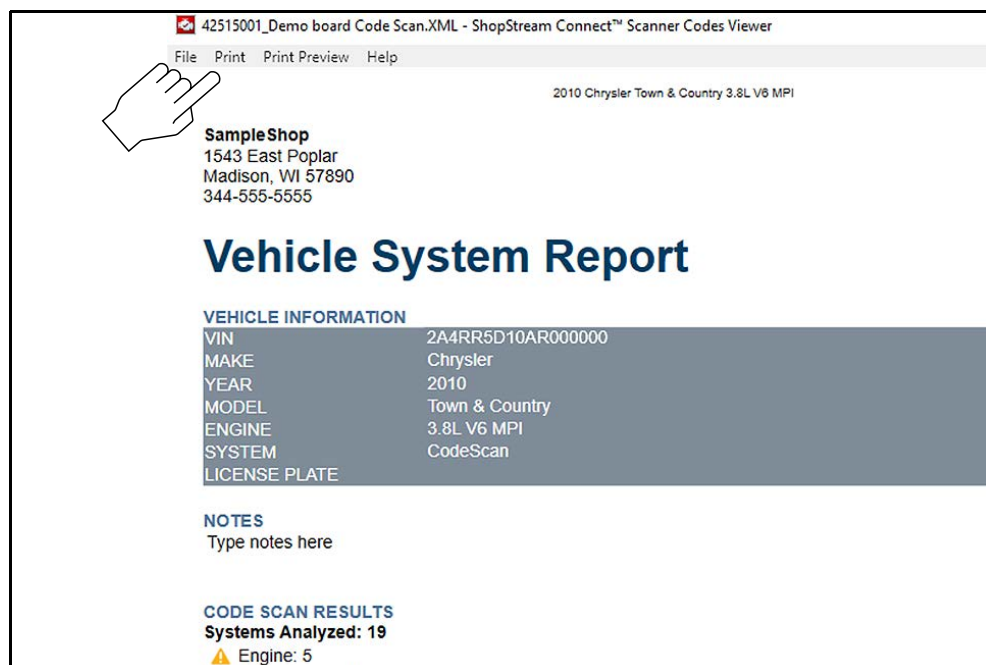 42515001_Demo board Code Scan.XML - ShopStream Connect™ Scanner Codes Viewer
File Print Print Preview Help
2010 Chrysler Town & Country 3.8L V6 MPI
SampleShop
1543 East Poplar
Madison, WI 57890
344-555-5555
Vehicle System Report
VEHICLE INFORMATION
VIN 2A4RR5D10AR000000
MAKE Chrysler
YEAR 2010
MODEL Town & Country
ENGINE 3.8L V6 MPI
SYSTEM CodeScan
LICENSE PLATE
NOTES
Type notes here
CODE SCAN RESULTS
Systems Analyzed: 19
Engine: 5